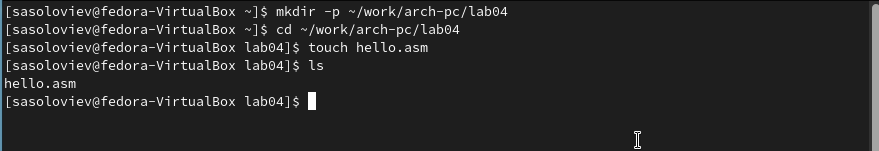 [sasoloviev@fedora-VirtualBox ~]$ mkdir -p ~/work/arch-pc/lab04
[sasoloviev@fedora-VirtualBox ~]$ cd ~/work/arch-pc/lab04
[sasoloviev@fedora-VirtualBox lab04]$ touch hello.asm
[sasoloviev@fedora-VirtualBox lab04]$ ls
hello.asm
[sasoloviev@fedora-VirtualBox lab04]$